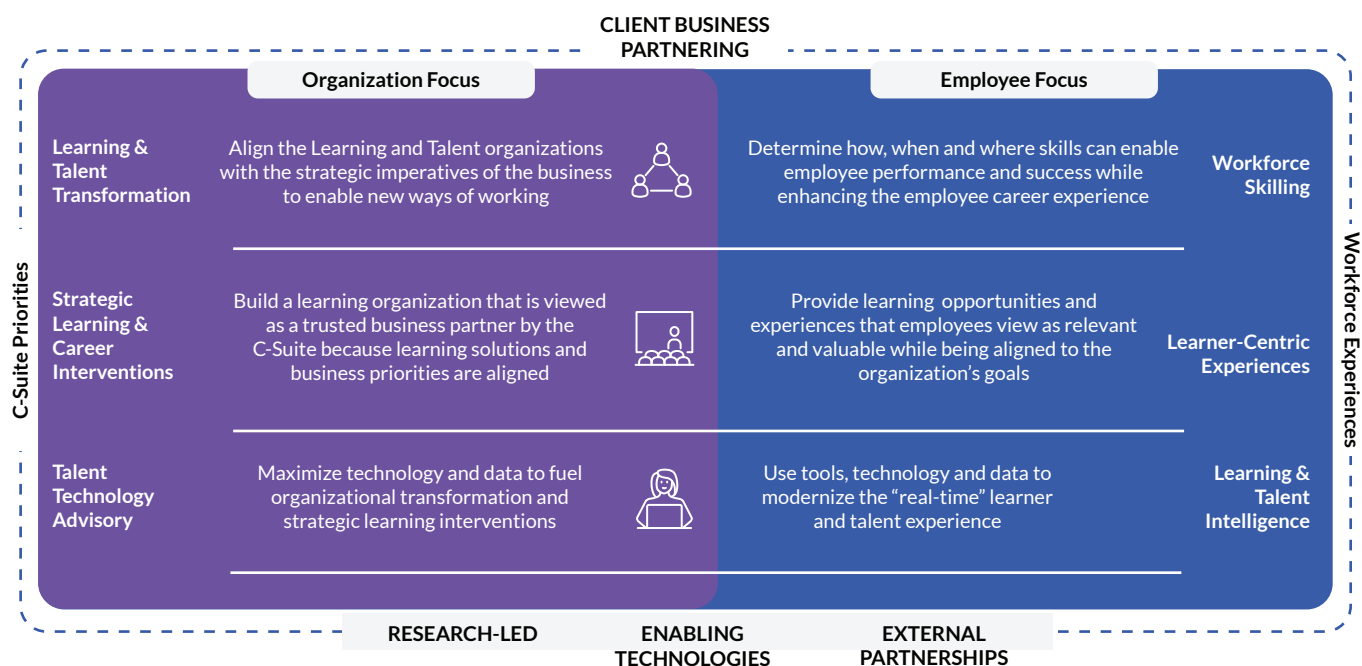 CLIENT BUSINESS
PARTNERING
Organization Focus
Employee Focus
C-Suite Priorities
Learning &
Talent
Transformation
Align the Learning and Talent organizations
with the strategic imperatives of the business
to enable new ways of working
Determine how, when and where skills can enable
employee performance and success while
enhancing the employee career experience
Workforce
Skilling
Strategic
Learning &
Career
Interventions
Build a learning organization that is viewed
as a trusted business partner by the
C-Suite because learning solutions and
business priorities are aligned
Provide learning opportunities and
experiences that employees view as relevant
and valuable while being aligned to the
organization’s goals
Learner-Centric
Experiences
Talent
Technology
Advisory
Maximize technology and data to fuel
organizational transformation and
strategic learning interventions
Use tools, technology and data to
modernize the “real-time” learner
and talent experience
Learning &
Talent
Intelligence
Workforce Experiences
RESEARCH-LED
ENABLING
TECHNOLOGIES
EXTERNAL
PARTNERSHIPS